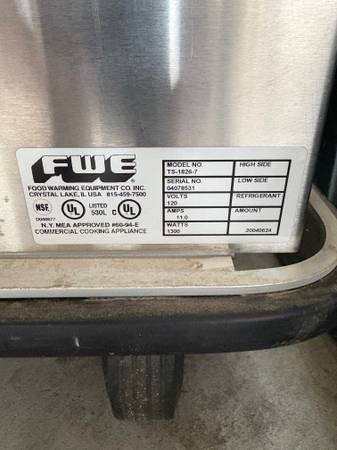 FWE
®
FOOD WARMING EQUIPMENT CO. INC.
CRYSTAL LAKE, IL USA 815-459-7500
NSF UL LISTED 530L C UL
N.Y. MEA APPROVED #60-94-E
COMMERCIAL COOKING APPLIANCE
MODEL NO. HIGH SIDE
TS-1826-7
SERIAL NO. LOW SIDE
04078531
VOLTS REFRIGERANT
120
AMPS AMOUNT
11.0
WATTS
1300 20040624